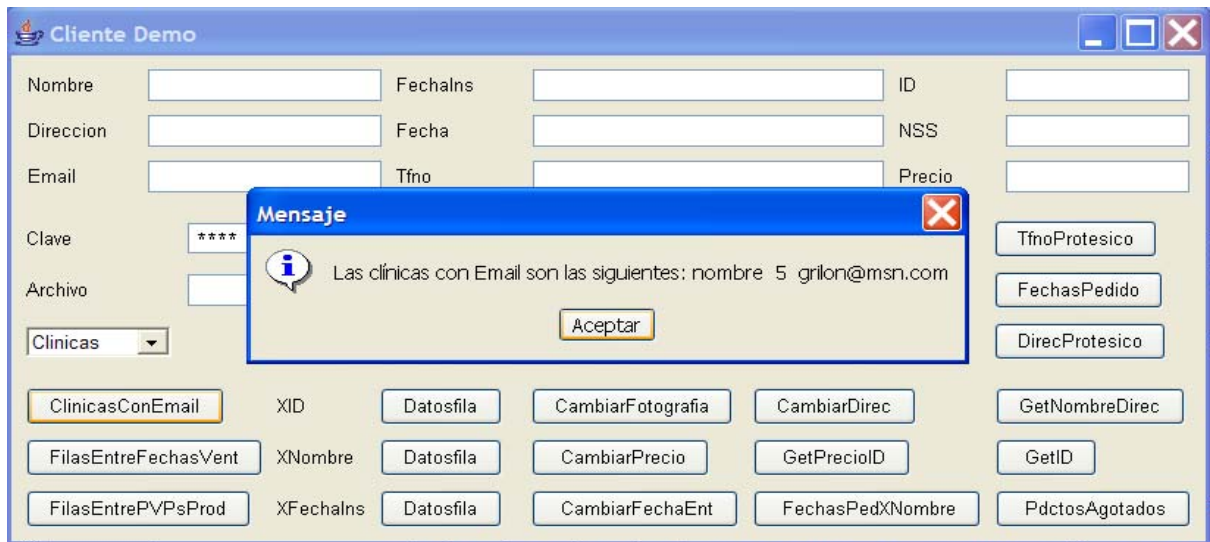 Cliente Demo
Nombre FechaIns ID
Direccion Fecha NSS
Email Tfno Precio
Mensaje
Clave **** TfnoProtesico
Las clínicas con Email son las siguientes: nombre 5 grilon@msn.com
Archivo FechasPedido
Aceptar
Clinicas DirecProtesico
ClinicasConEmail XID Datosfila CambiarFotografia CambiarDirec GetNombreDirec
FilasEntreFechasVent XNombre Datosfila CambiarPrecio GetPrecioID GetID
FilasEntrePVPsProd XFechaIns Datosfila CambiarFechaEnt FechasPedXNombre PdctosAgotados